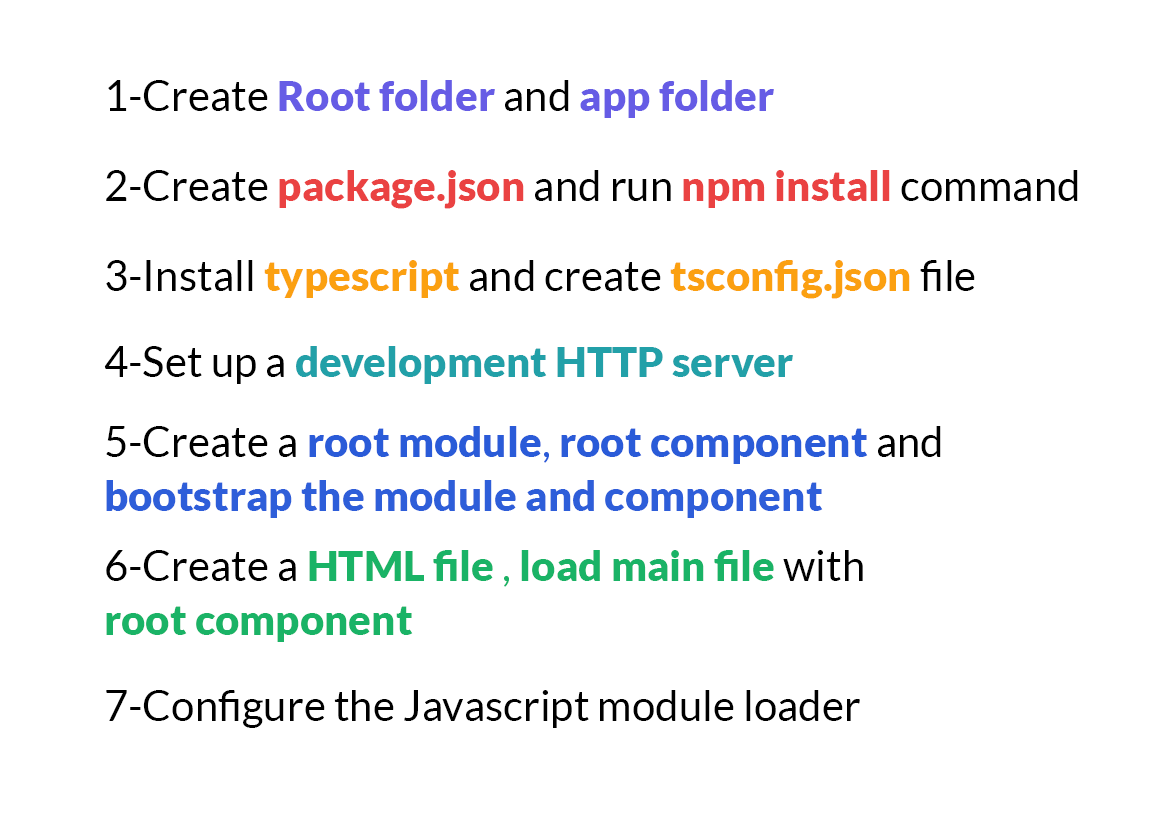 1-Create Root folder and app folder
2-Create package.json and run npm install command
3-Install typescript and create tsconfig.json file
4-Set up a development HTTP server
5-Create a root module, root component and
bootstrap the module and component
6-Create a HTML file , load main file with
root component
7-Configure the Javascript module loader